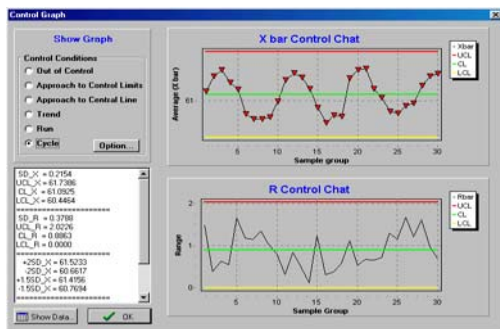 Control Graph
Show Graph
Control Conditions
Out of Control
Approach to Control Limits
Approach to Control Line
Trend
Run
Cycle
Option...
SD_X = 0.2154
UCL_X = 61.7386
CL_X = 61.0925
LCL_X = 60.4464
====================
SD_R = 0.3788
UCL_R = 2.0226
CL_R = 0.8863
LCL_R = 0.0000
====================
+2SD_X = 61.5233
-2SD_X = 60.6617
+1.5SD_X = 61.4156
-1.5SD_X = 60.7694
Show Data...
OK
X bar Control Chat
Average (X bar)
61
5 10 15 20 25 30
Sample group
Xbar
UCL
CL
LCL
R Control Chat
Range
2
1
0
5 10 15 20 25 30
Sample Group
Rbar
UCL
CL
LCL